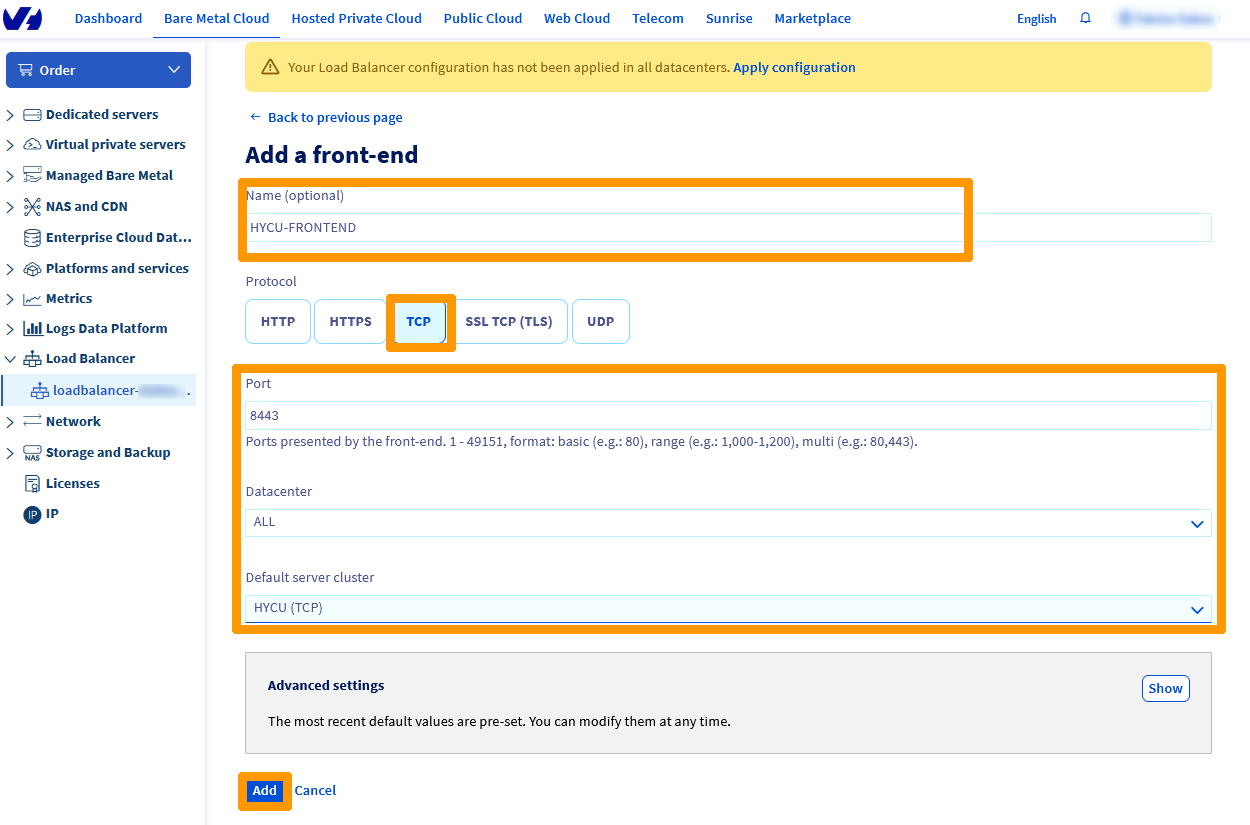 Dashboard Bare Metal Cloud Hosted Private Cloud Public Cloud Web Cloud Telecom Sunrise Marketplace English
Order
Your Load Balancer configuration has not been applied in all datacenters. Apply configuration
Dedicated servers
Virtual private servers
Managed Bare Metal
NAS and CDN
Enterprise Cloud Dat...
Platforms and services
Metrics
Logs Data Platform
Load Balancer
loadbalancer-
Network
NAS
Storage and Backup
Licenses
IP IP
← Back to previous page
Add a front-end
Name (optional)
HYCU-FRONTEND
Protocol
HTTP HTTPS TCP SSL TCP (TLS) UDP
Port
8443
Ports presented by the front-end. 1 - 49151, format: basic (e.g.: 80), range (e.g.: 1,000-1,200), multi (e.g.: 80,443).
Datacenter
ALL
Default server cluster
HYCU (TCP)
Advanced settings
Show
The most recent default values are pre-set. You can modify them at any time.
Add Cancel